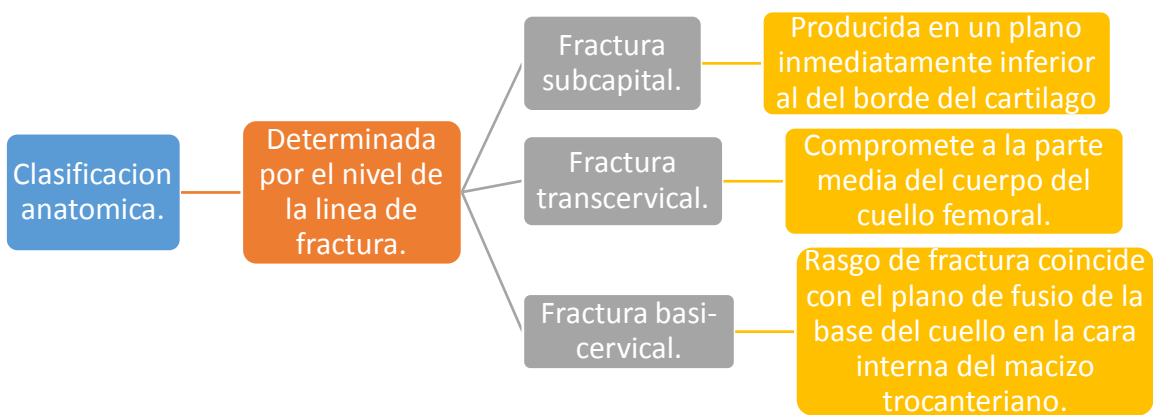 Clasificacion
anatomica.
Determinada
por el nivel de
la linea de
fractura.
Fractura
subcapital.
Producida en un plano
inmediatamente inferior
al del borde del cartilago
Fractura
transcervical.
Compromete a la parte
media del cuerpo del
cuello femoral.
Fractura basi-
cervical.
Rasgo de fractura coincide
con el plano de fusio de la
base del cuello en la cara
interna del macizo
trocanteriano.